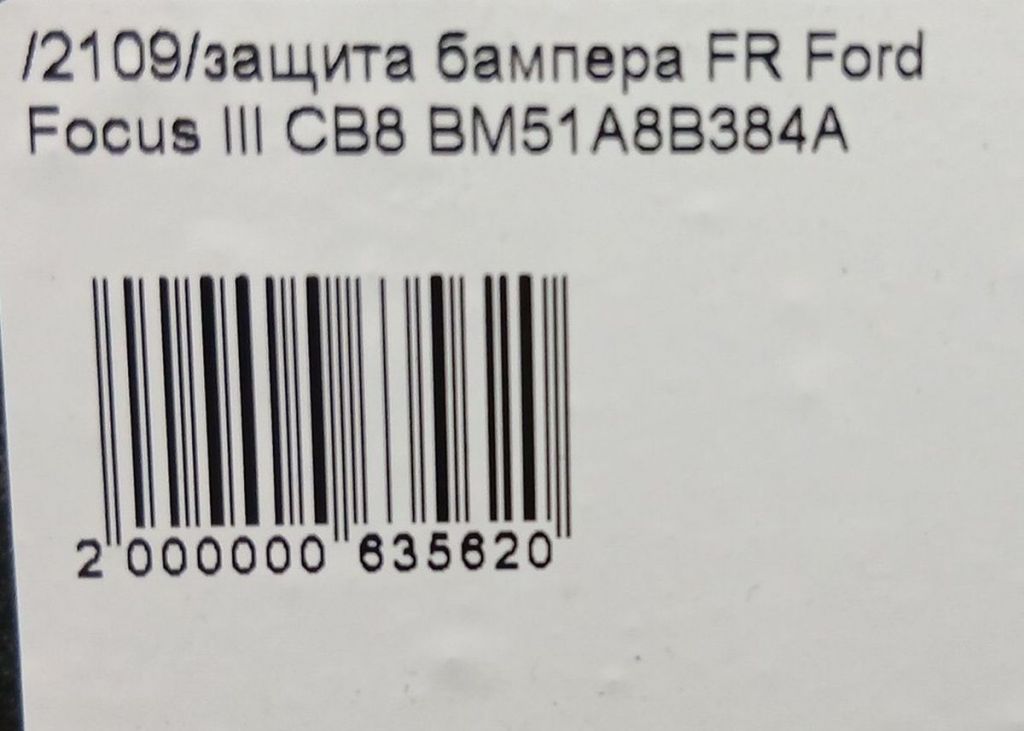 /2109/защита бампера FR Ford
Focus III CB8 BM51A8B384A
2 000000 635620